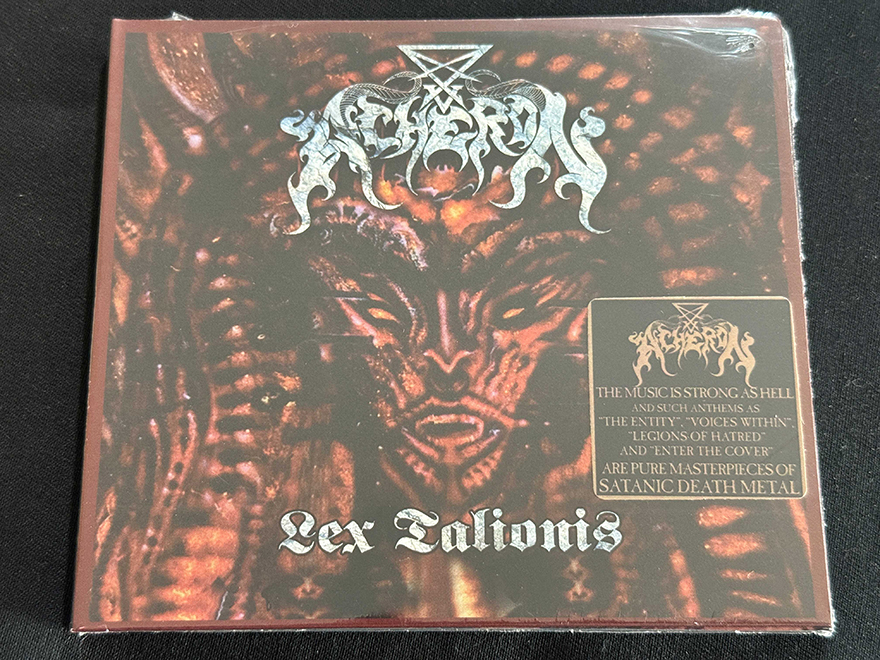 ACHERON
ACHERON
THE MUSIC IS STRONG AS HELL
AND SUCH ANTHEMS AS
"THE ENTITY", "VOICES WITHIN",
"LEGIONS OF HATRED"
AND "ENTER THE COVER"
ARE PURE MASTERPIECES OF
SATANIC DEATH METAL
Lex Talionis